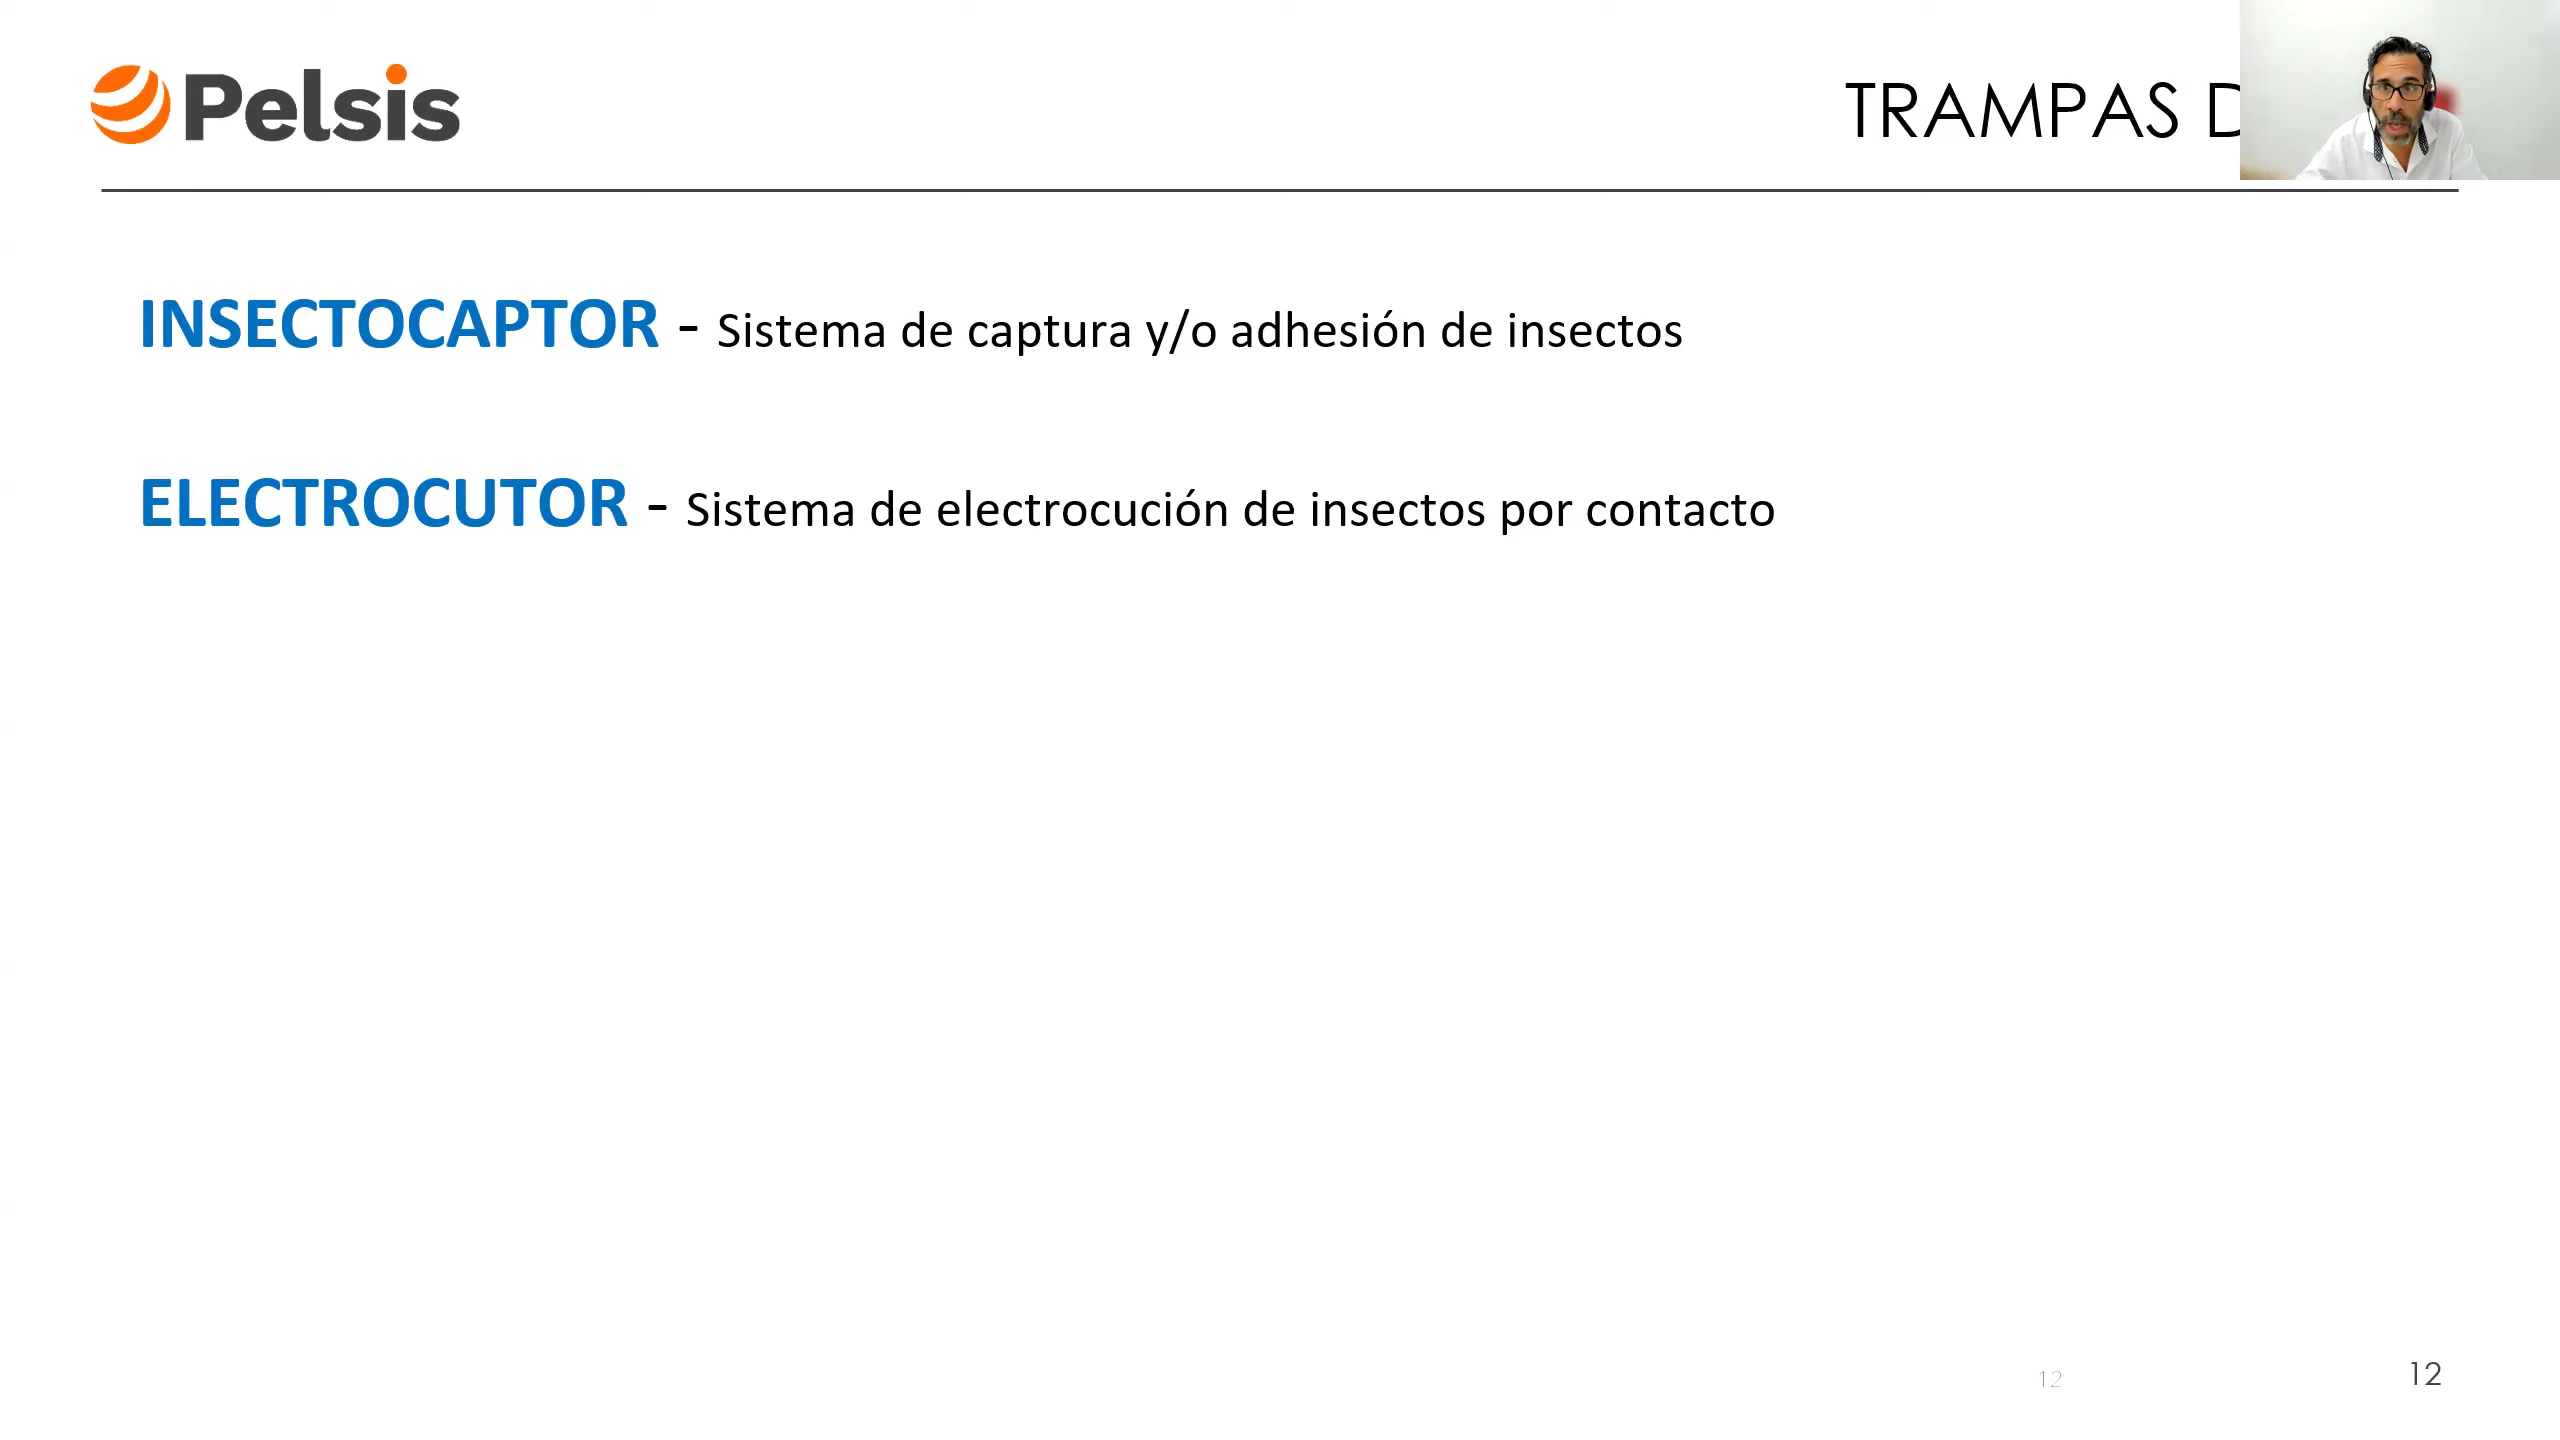 Pelsis
TRAMPAS
INSECTOCAPTOR - Sistema de captura y/o adhesión de insectos
ELECTROCUTOR - Sistema de electrocución de insectos por contacto
12
12